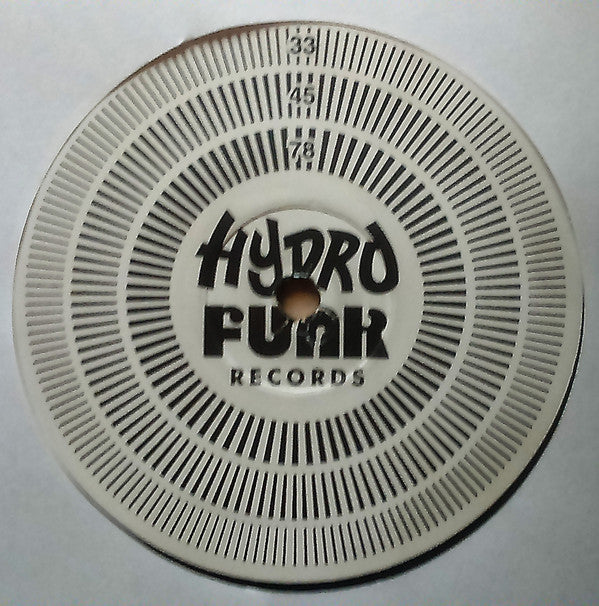 33
45
78
HYDRO
FUNK
RECORDS